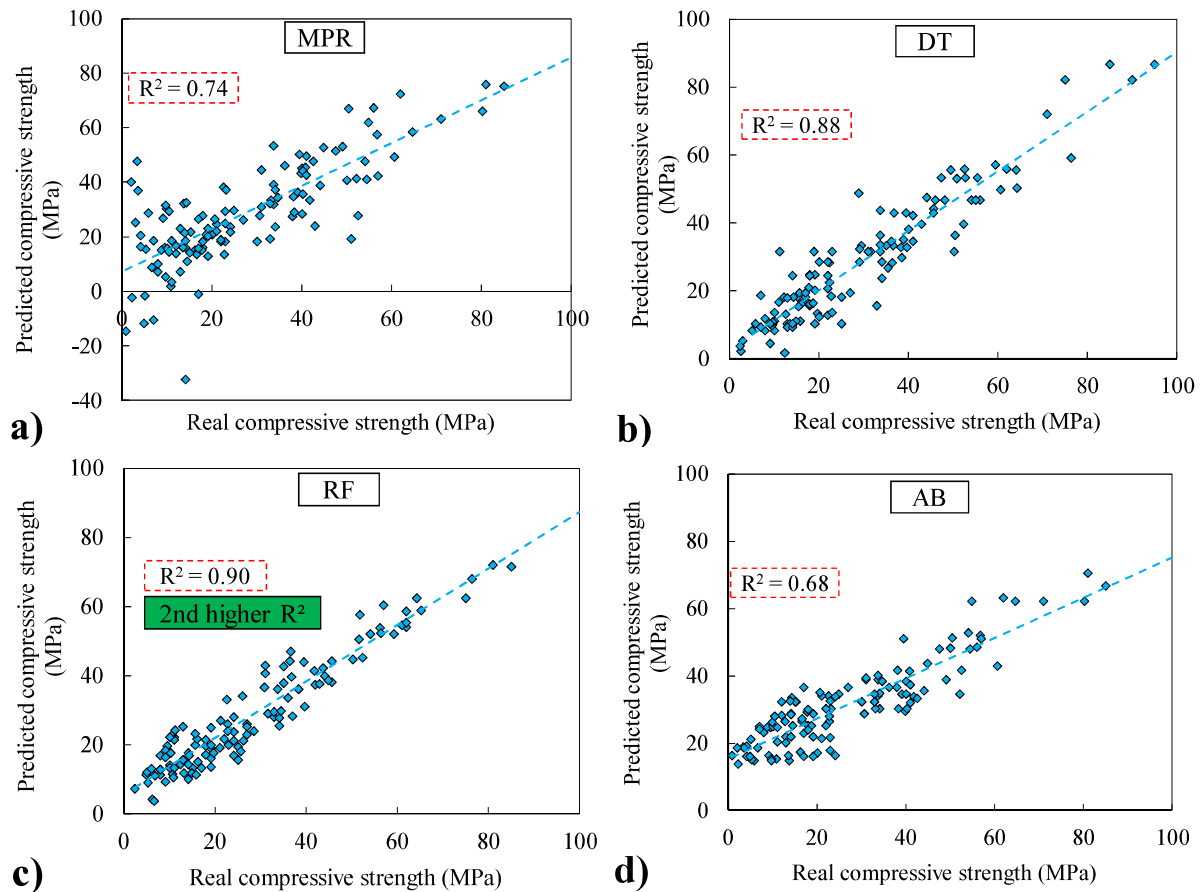 a)
MPR
R² = 0.74
Predicted compressive strength
(MPa)
100
80
60
40
20
0
-20
-40
0
20
40
60
80
100
Real compressive strength (MPa)
b)
DT
R² = 0.88
Predicted compressive strength
(MPa)
100
80
60
40
20
0
0
20
40
60
80
100
Real compressive strength (MPa)
c)
RF
R² = 0.90
2nd higher R²
Predicted compressive strength
(MPa)
100
80
60
40
20
0
0
20
40
60
80
100
Real compressive strength (MPa)
d)
AB
R² = 0.68
Predicted compressive strength
(MPa)
100
80
60
40
20
0
0
20
40
60
80
100
Real compressive strength (MPa)